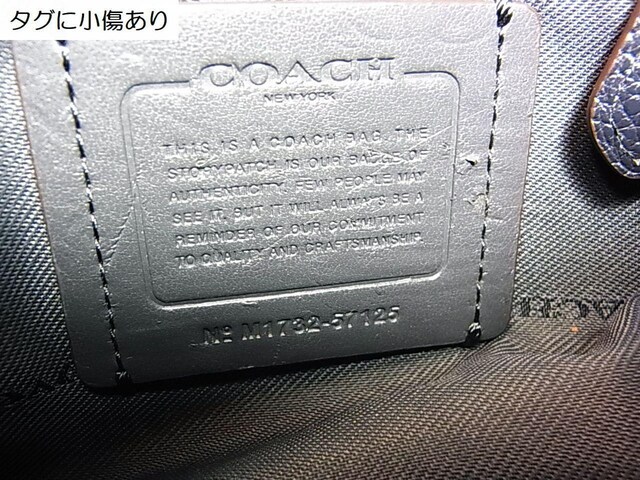 タグに小傷あり
COACH
NEW YORK
THIS IS A COACH BAG. THE
STORYPATCH IS OUR BADGE OF
AUTHENTICITY. FEW PEOPLE MAY
SEE IT, BUT IT WILL ALWAYS BE A
REMINDER OF OUR COMMITMENT
TO QUALITY AND CRAFTSMANSHIP.
Nº M1732-57125